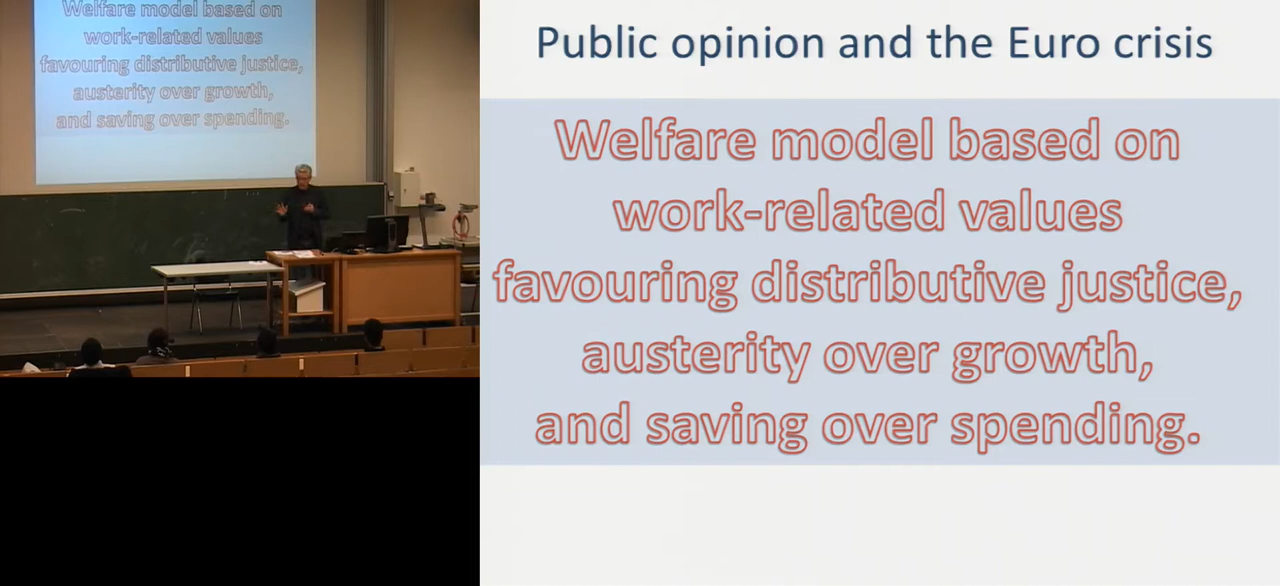 Welfare model based on
work-related values
favouring distributive justice,
austerity over growth,
and saving over spending.
Public opinion and the Euro crisis
Welfare model based on
work-related values
favouring distributive justice,
austerity over growth,
and saving over spending.